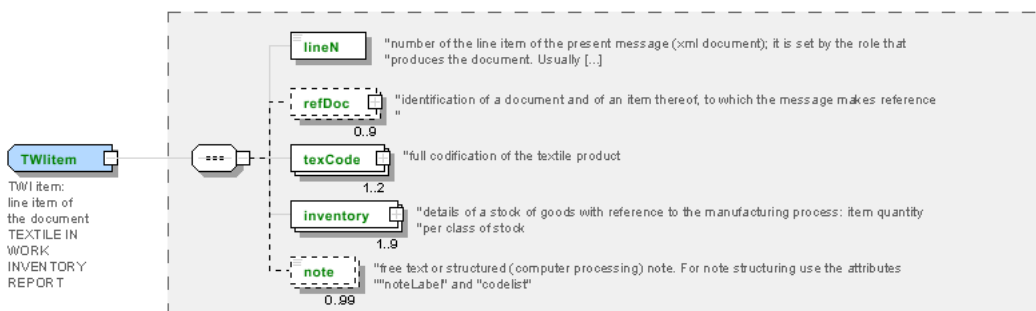 lineN
"number of the line item of the present message (xml document); it is set by the role that
"produces the document. Usually [...]
refDoc
"identification of a document and of an item thereof, to which the message makes reference
"
0..9
TWIitem
texCode
"full codification of the textile product
1..2
TWI item:
line item of
the document
TEXTILE IN
WORK
INVENTORY
REPORT
inventory
"details of a stock of goods with reference to the manufacturing process: item quantity
"per class of stock
1..9
note
"free text or structured (computer processing) note. For note structuring use the attributes
""noteLabel" and "codelist"
0..99